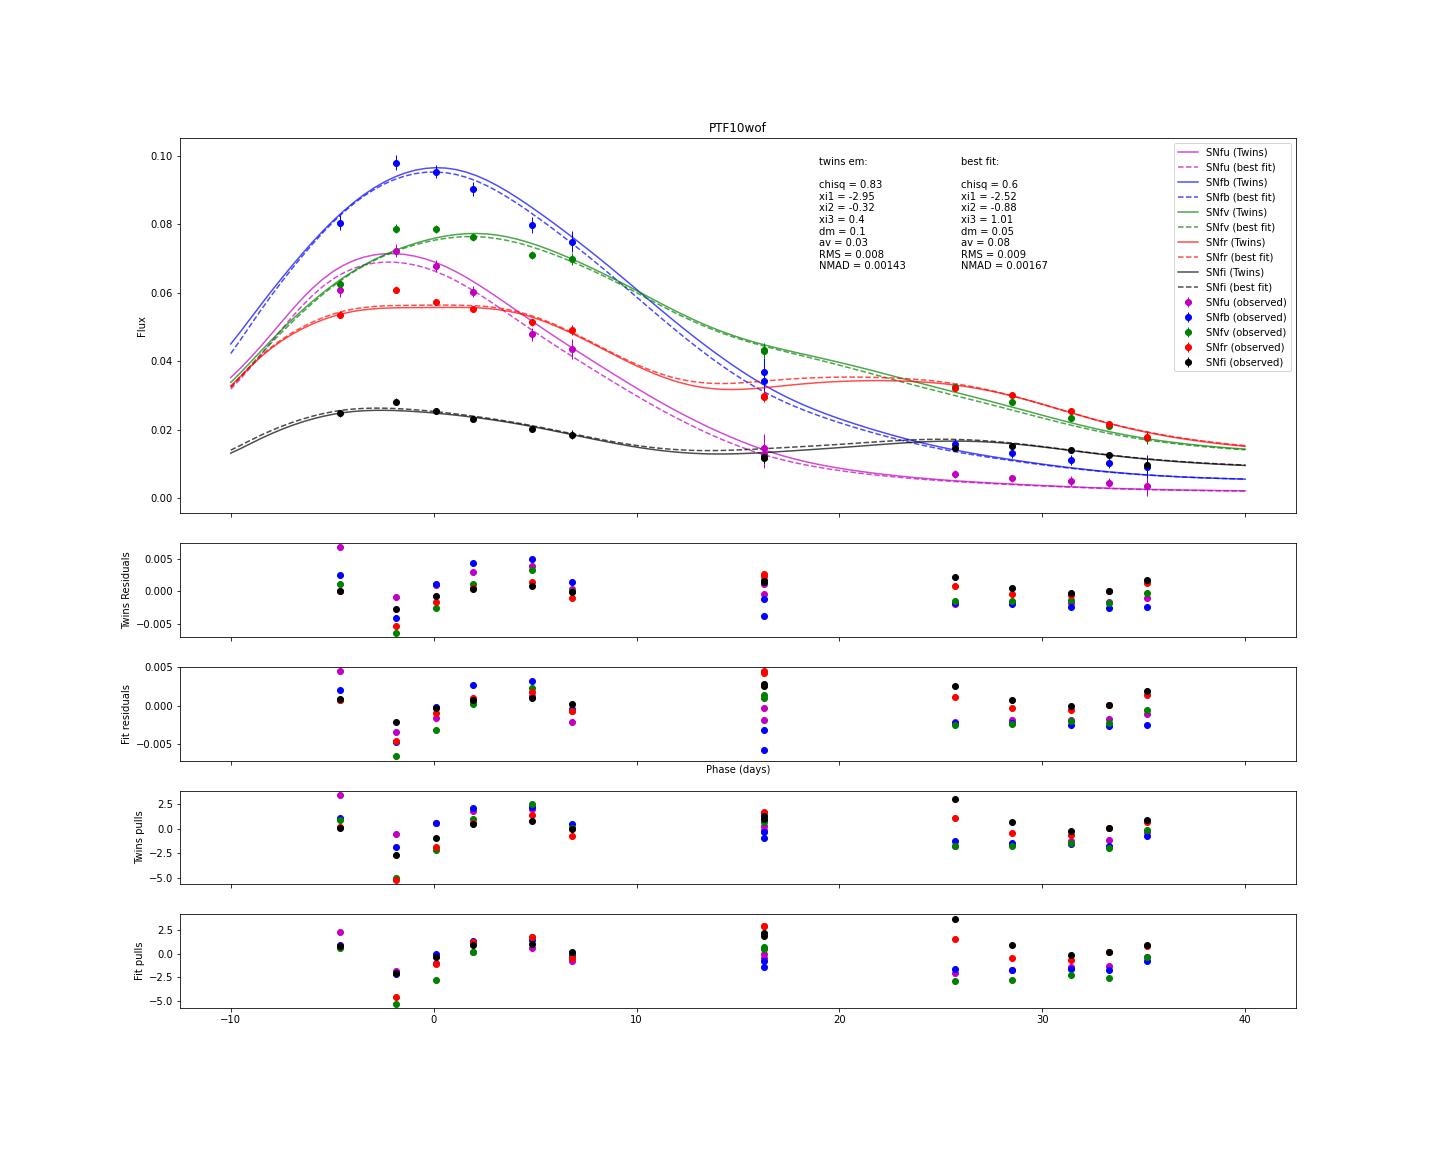 PTF10wof
Flux
0.10
0.08
0.06
0.04
0.02
0.00
twins em:
chisq = 0.83
xi1 = -2.95
xi2 = -0.32
xi3 = 0.4
dm = 0.1
av = 0.03
RMS = 0.008
NMAD = 0.00143
best fit:
chisq = 0.6
xi1 = -2.52
xi2 = -0.88
xi3 = 1.01
dm = 0.05
av = 0.08
RMS = 0.009
NMAD = 0.00167
SNfu (Twins)
SNfu (best fit)
SNfb (Twins)
SNfb (best fit)
SNfv (Twins)
SNfv (best fit)
SNfr (Twins)
SNfr (best fit)
SNfi (Twins)
SNfi (best fit)
SNfu (observed)
SNfb (observed)
SNfv (observed)
SNfr (observed)
SNfi (observed)
Twins Residuals
0.005
0.000
−0.005
Fit residuals
0.005
0.000
−0.005
Phase (days)
Twins pulls
2.5
0.0
−2.5
−5.0
Fit pulls
2.5
0.0
−2.5
−5.0
−10
0
10
20
30
40